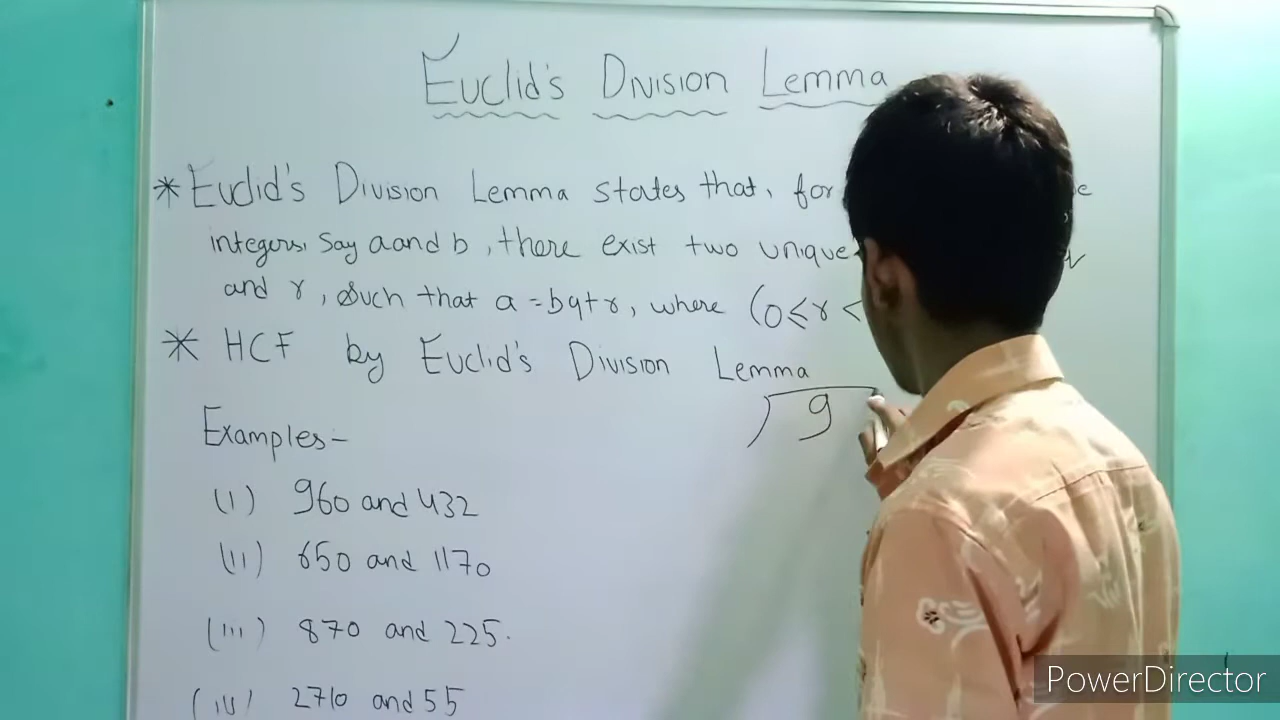 Euclid's Division Lemma
* Euclid's Division Lemma states that, for
integers, Say a and b, there exist two unique
and r, such that a = bq+r, where (0 ≤ r <
* HCF by Euclid's Division Lemma
9
Examples-
(I) 960 and 432
(II) 650 and 1170
(III) 870 and 225.
(IV) 2710 and 55
PowerDirector